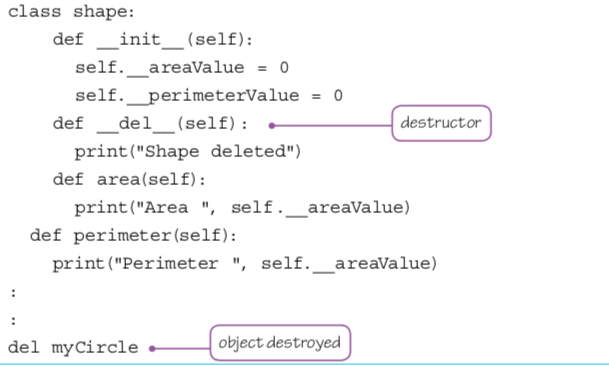 class shape:
def __init__(self):
self.__areaValue = 0
self.__perimeterValue = 0
def __del__(self):
destructor
print("Shape deleted")
def area(self):
print("Area ", self.__areaValue)
def perimeter(self):
print("Perimeter ", self.__areaValue)
:
:
del myCircle
object destroyed